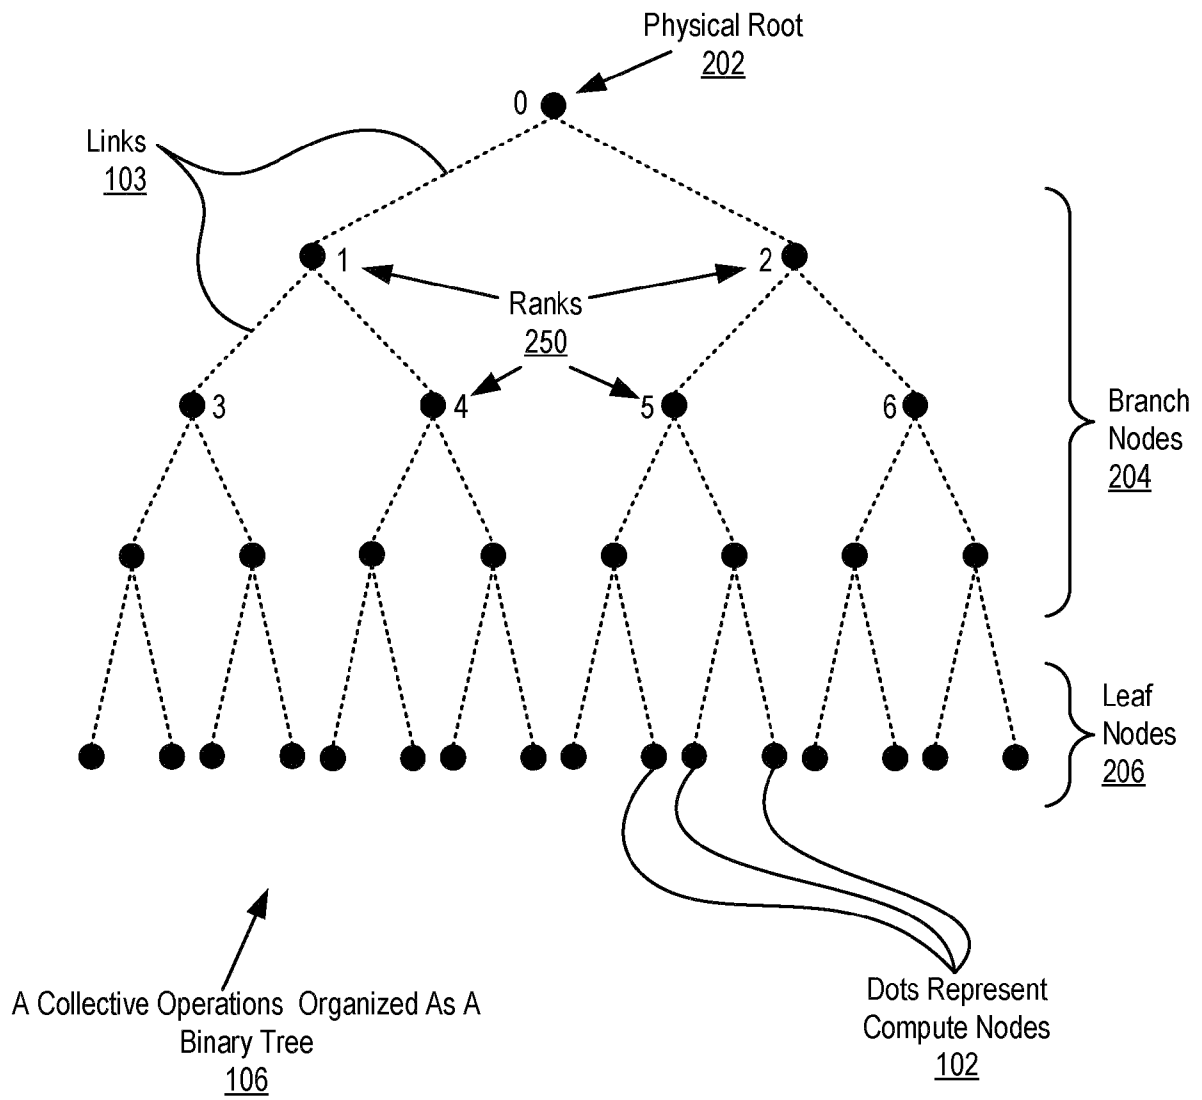 Physical Root
202
0
Links
103
1
2
Ranks
250
3
4
5
6
Branch
Nodes
204
Leaf
Nodes
206
A Collective Operations  Organized As A
Binary Tree
106
Dots Represent
Compute Nodes
102